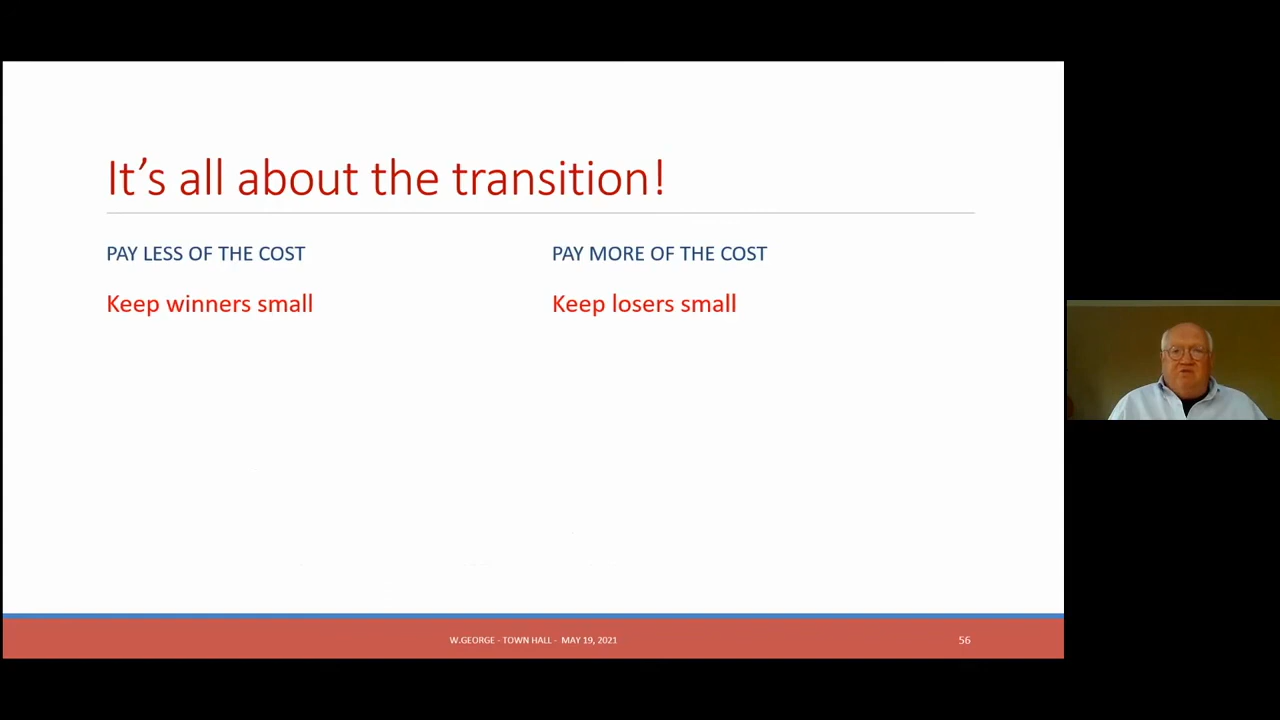 It's all about the transition!
PAY LESS OF THE COST
Keep winners small
PAY MORE OF THE COST
Keep losers small
W.GEORGE - TOWN HALL - MAY 19, 2021
56